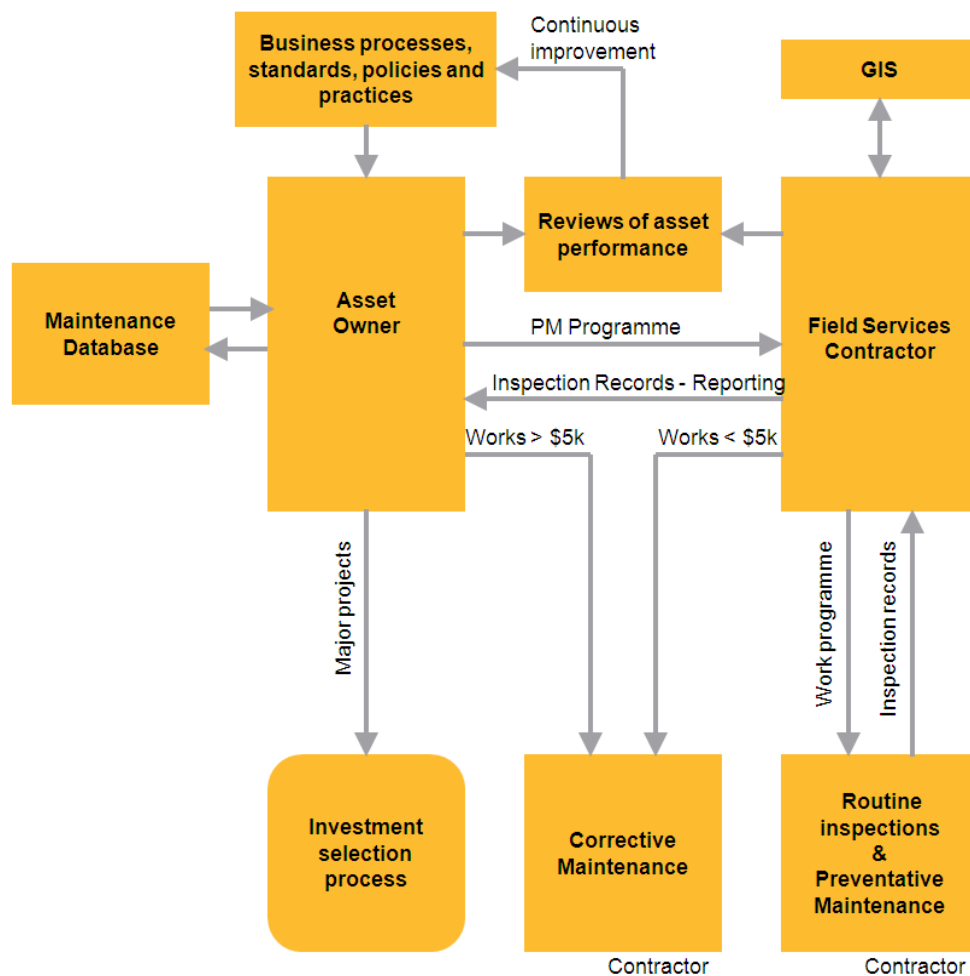 Continuous
improvement
Business processes,
standards, policies and
practices
GIS
Reviews of asset
performance
Maintenance
Database
Asset
Owner
Field Services
Contractor
PM Programme
Inspection Records - Reporting
Works > $5k
Works < $5k
Major projects
Work programme
Inspection records
Investment
selection
process
Corrective
Maintenance
Routine
inspections
&
Preventative
Maintenance
Contractor
Contractor